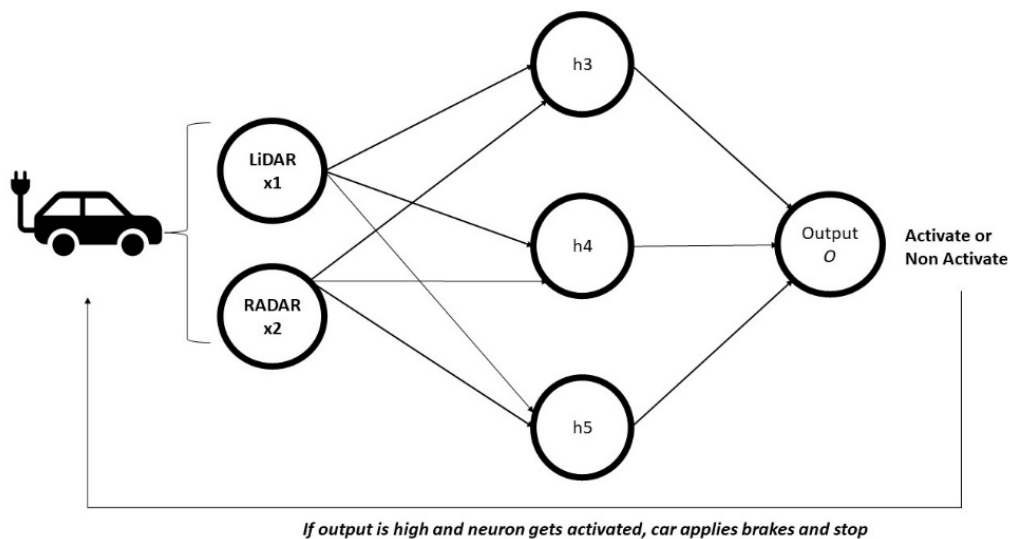 h3
LiDAR
x1
h4
Output
O
Activate or
Non Activate
RADAR
x2
h5
If output is high and neuron gets activated, car applies brakes and stop